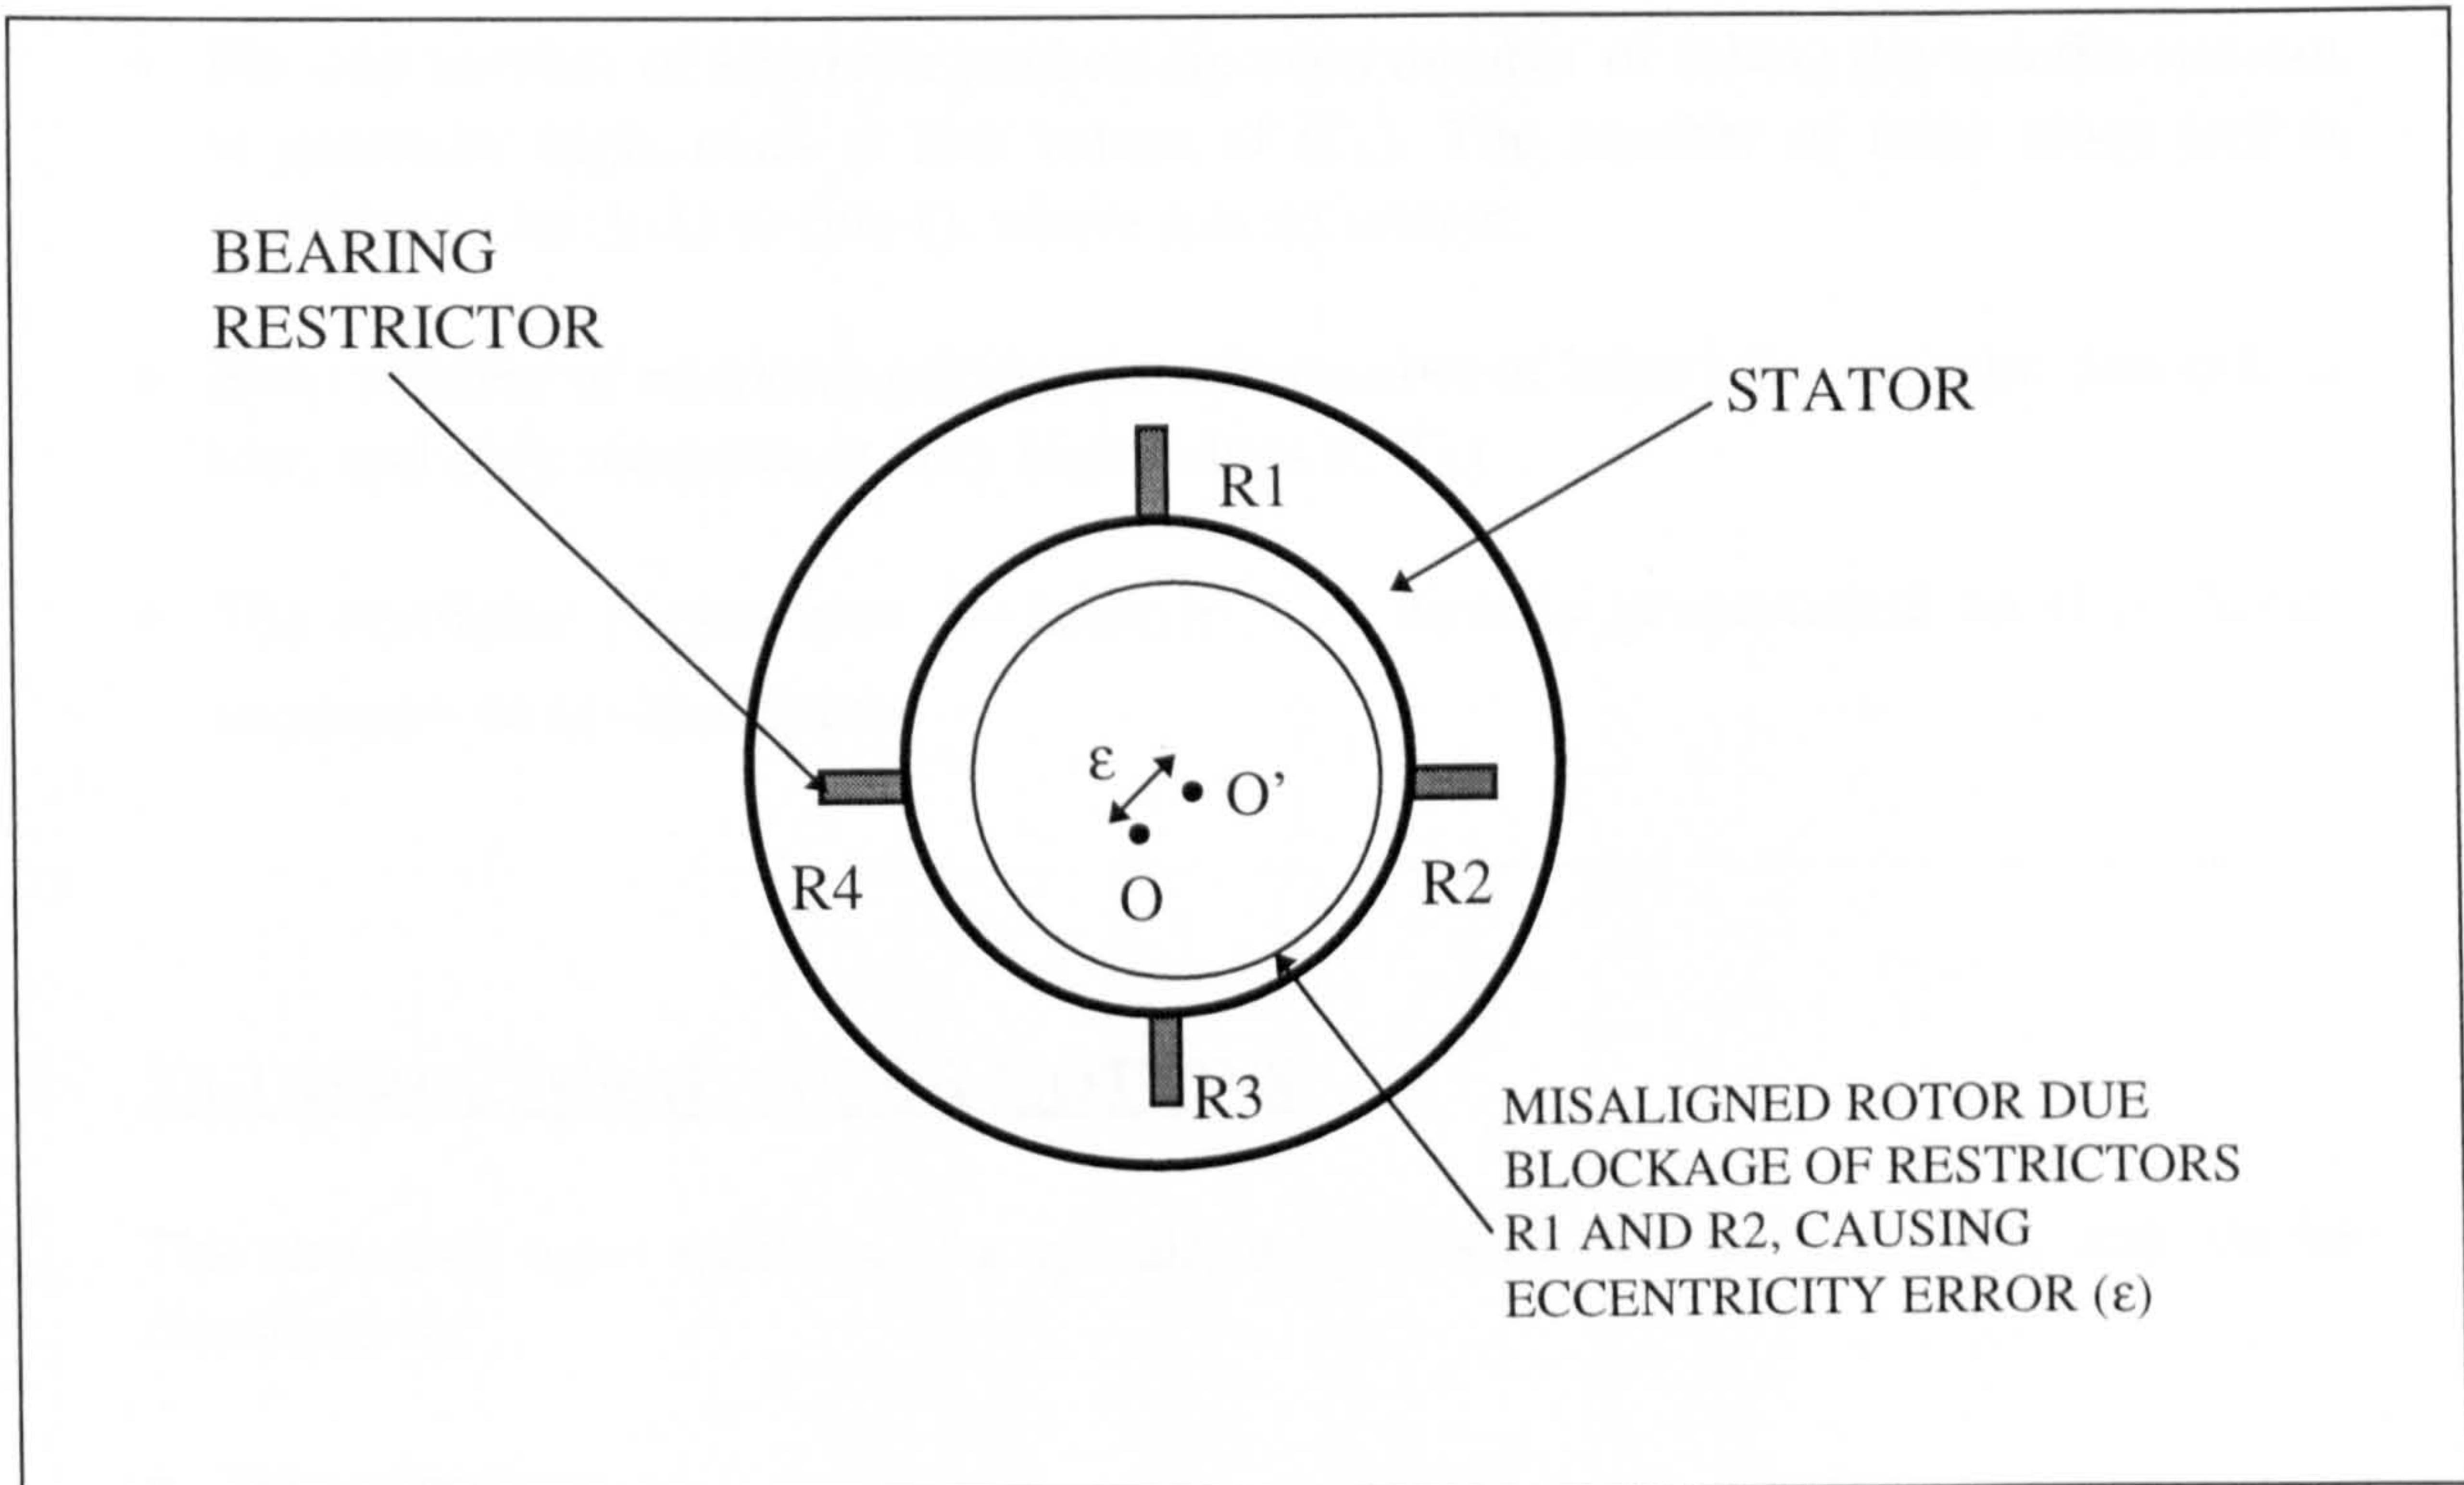 BEARING
RESTRICTOR
STATOR
R1
ε
O’
O
R4
R2
R3
MISALIGNED ROTOR DUE
BLOCKAGE OF RESTRICTORS
R1 AND R2, CAUSING
ECCENTRICITY ERROR (ε)